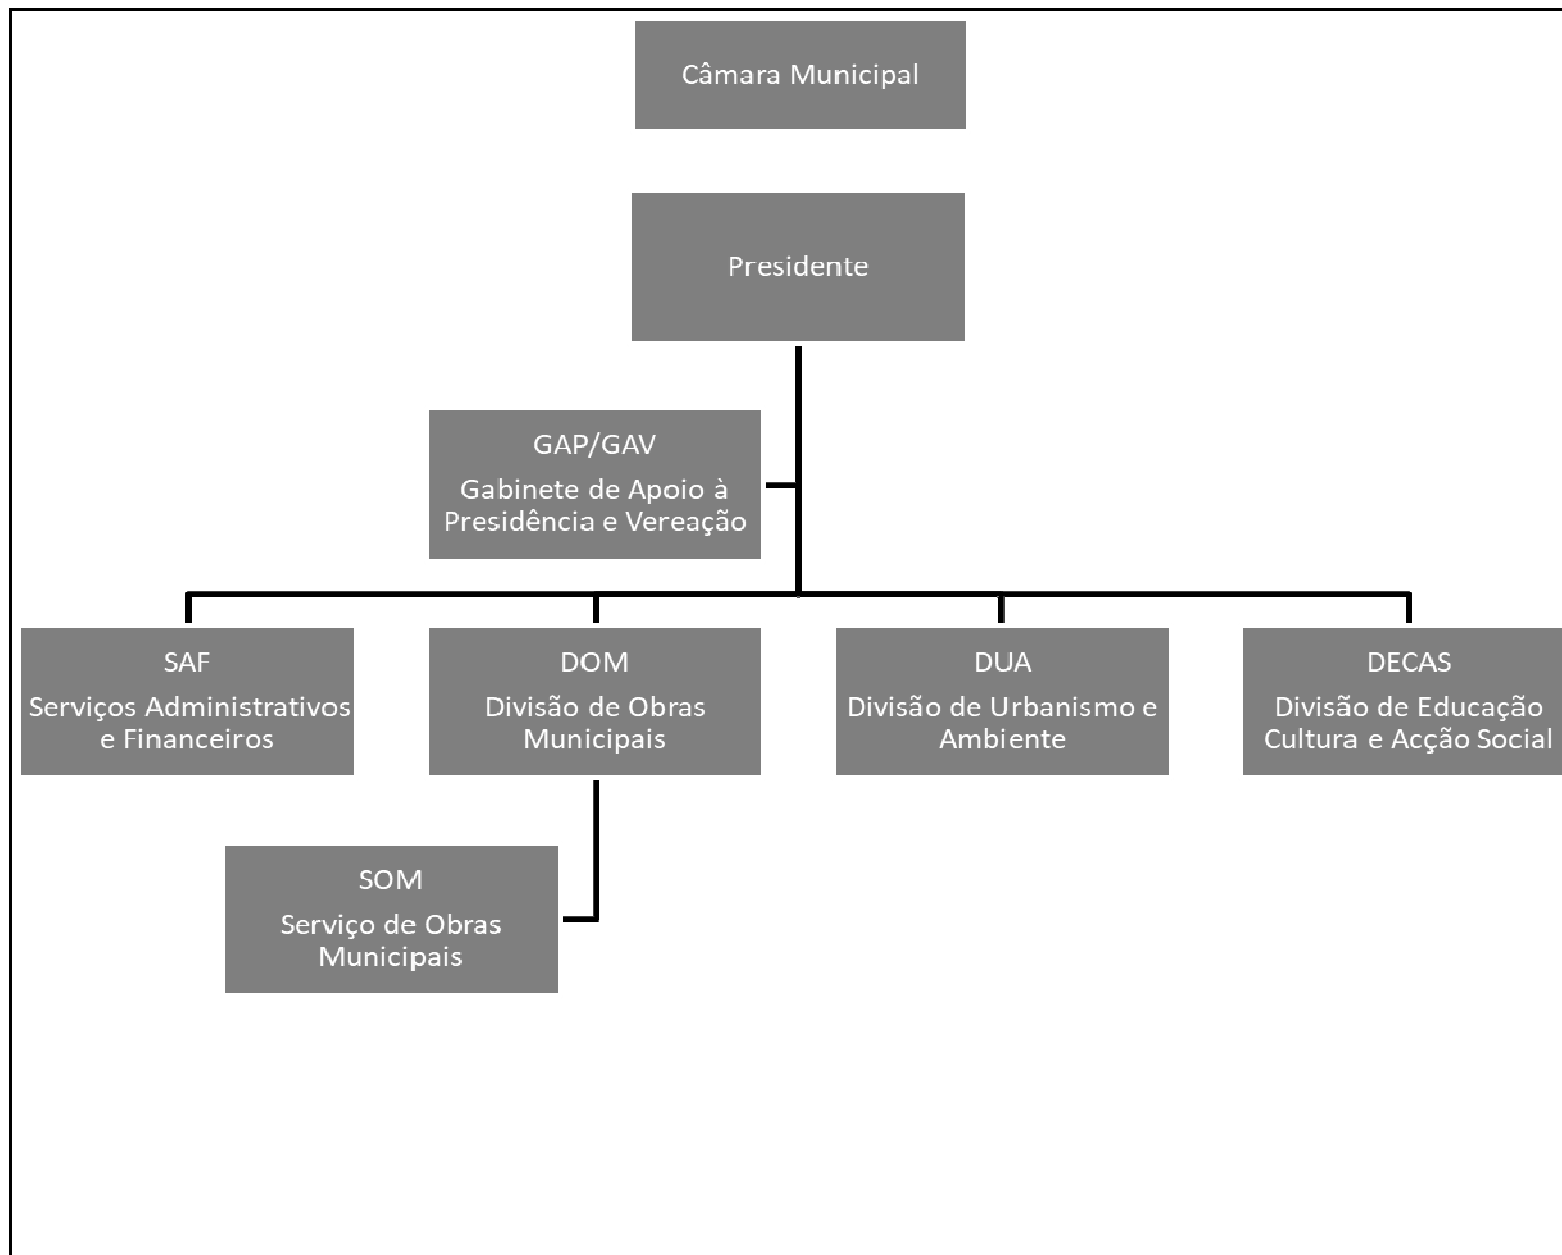 Câmara Municipal
Presidente
GAP/GAV
Gabinete de Apoio à
Presidência e Vereação
SAF
Serviços Administrativos
e Financeiros
DOM
Divisão de Obras
Municipais
DUA
Divisão de Urbanismo e
Ambiente
DECAS
Divisão de Educação
Cultura e Acção Social
SOM
Serviço de Obras
Municipais